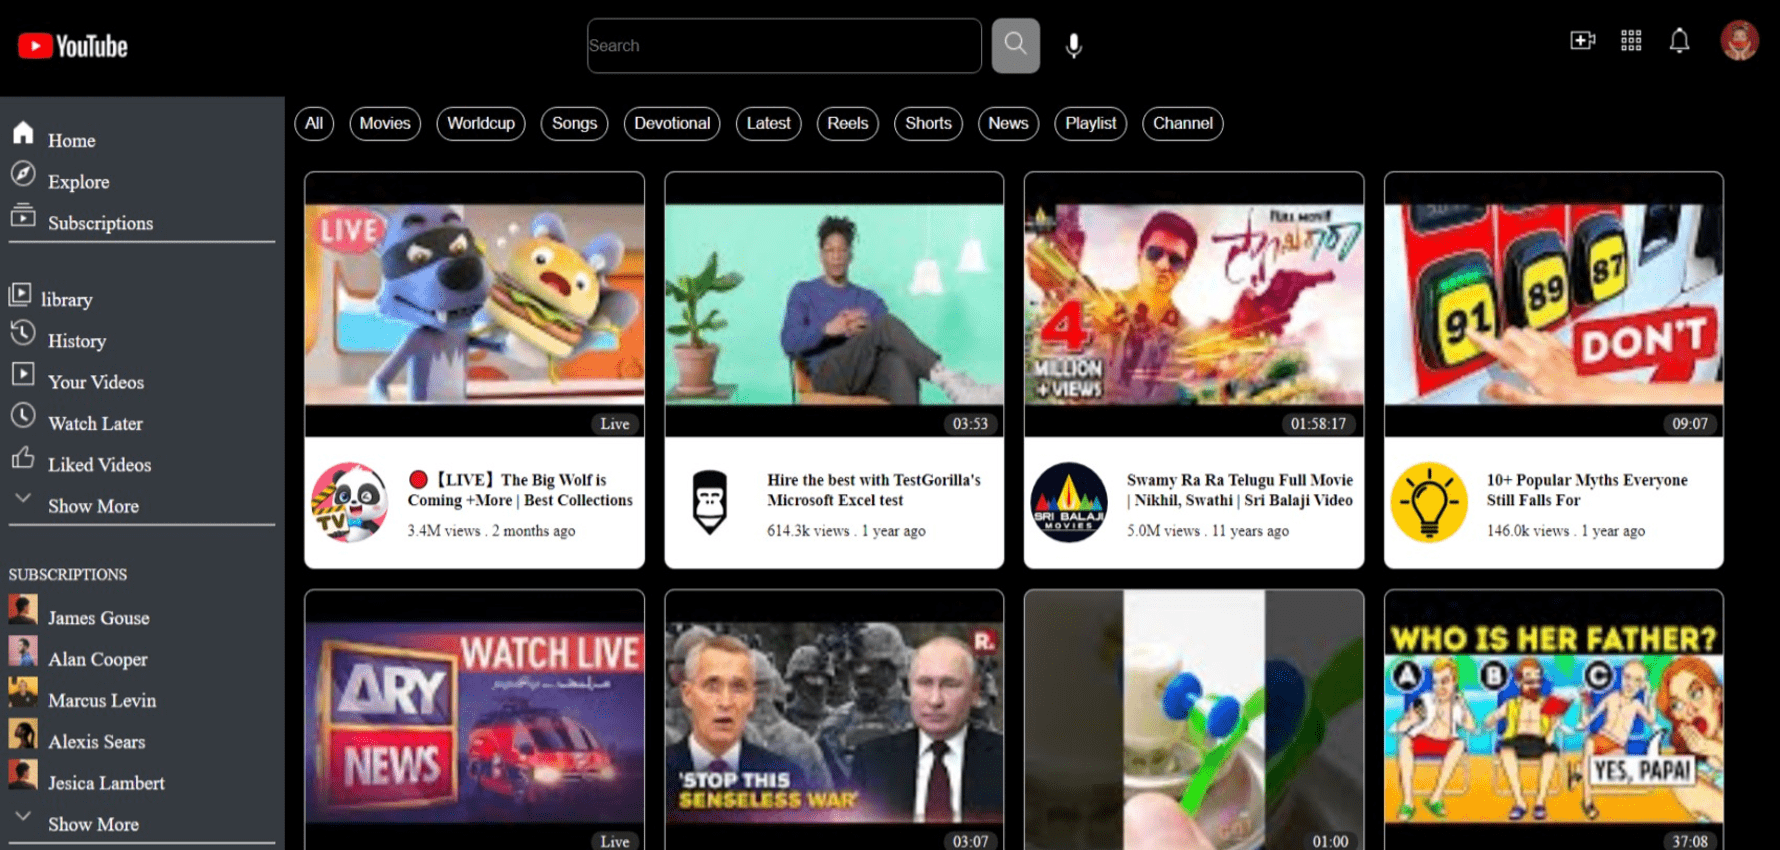 YouTube
Search
All
Movies
Worldcup
Songs
Devotional
Latest
Reels
Shorts
News
Playlist
Channel
Home
Explore
Subscriptions
library
History
Your Videos
Watch Later
Liked Videos
Show More
SUBSCRIPTIONS
James Gouse
Alan Cooper
Marcus Levin
Alexis Sears
Jesica Lambert
Show More
LIVE
Live
TV
🔴【LIVE】The Big Wolf is
Coming +More | Best Collections
3.4M views . 2 months ago
03:53
Hire the best with TestGorilla's
Microsoft Excel test
614.3k views . 1 year ago
FULL MOVIE
4
MILLION
+ VIEWS
01:58:17
SRI BALAJI
MOVIES
Swamy Ra Ra Telugu Full Movie
| Nikhil, Swathi | Sri Balaji Video
5.0M views . 11 years ago
91
89
87
DON'T
09:07
10+ Popular Myths Everyone
Still Falls For
146.0k views . 1 year ago
WATCH LIVE
ARY
NEWS
Live
R.
'STOP THIS
SENSELESS WAR'
03:07
01:00
WHO IS HER FATHER?
A
B
C
YES, PAPA!
37:08